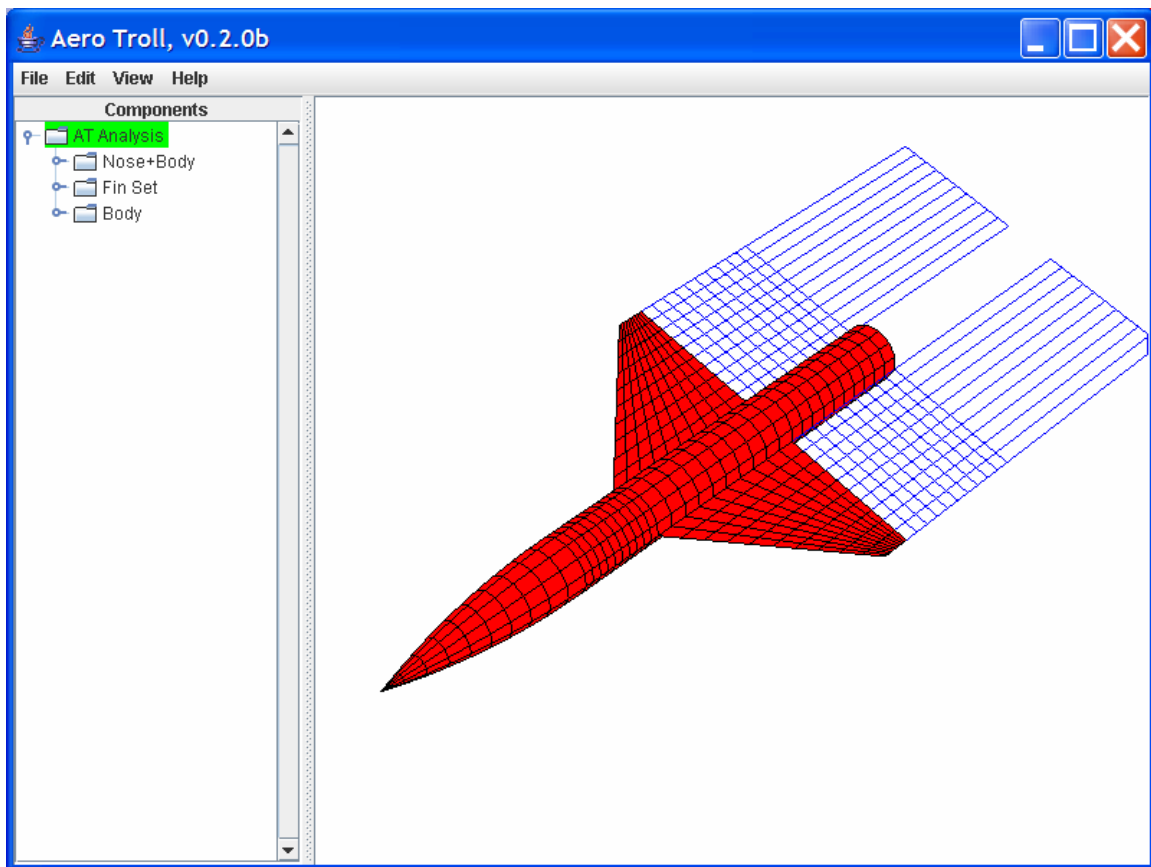 Aero Troll, v0.2.0b
File Edit View Help
Components
AT Analysis
Nose+Body
Fin Set
Body